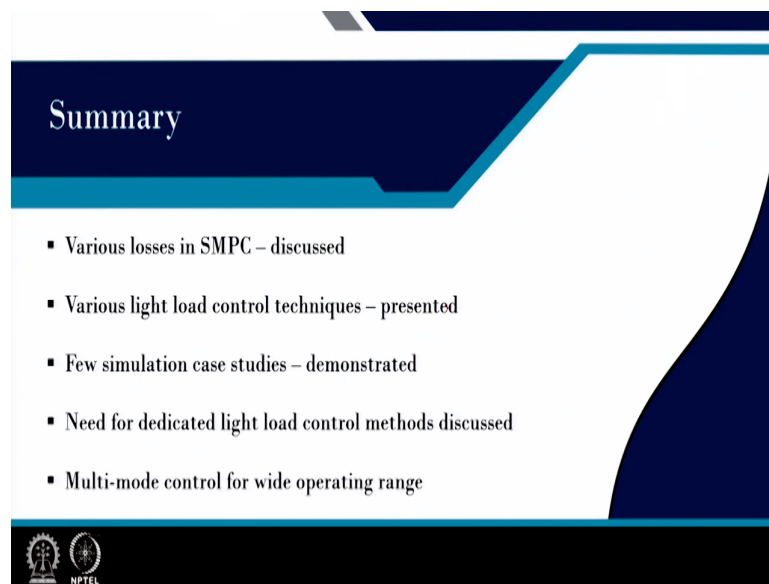 Summary
▪ Various losses in SMPC – discussed
▪ Various light load control techniques – presented
▪ Few simulation case studies – demonstrated
▪ Need for dedicated light load control methods discussed
▪ Multi-mode control for wide operating range
NPTEL